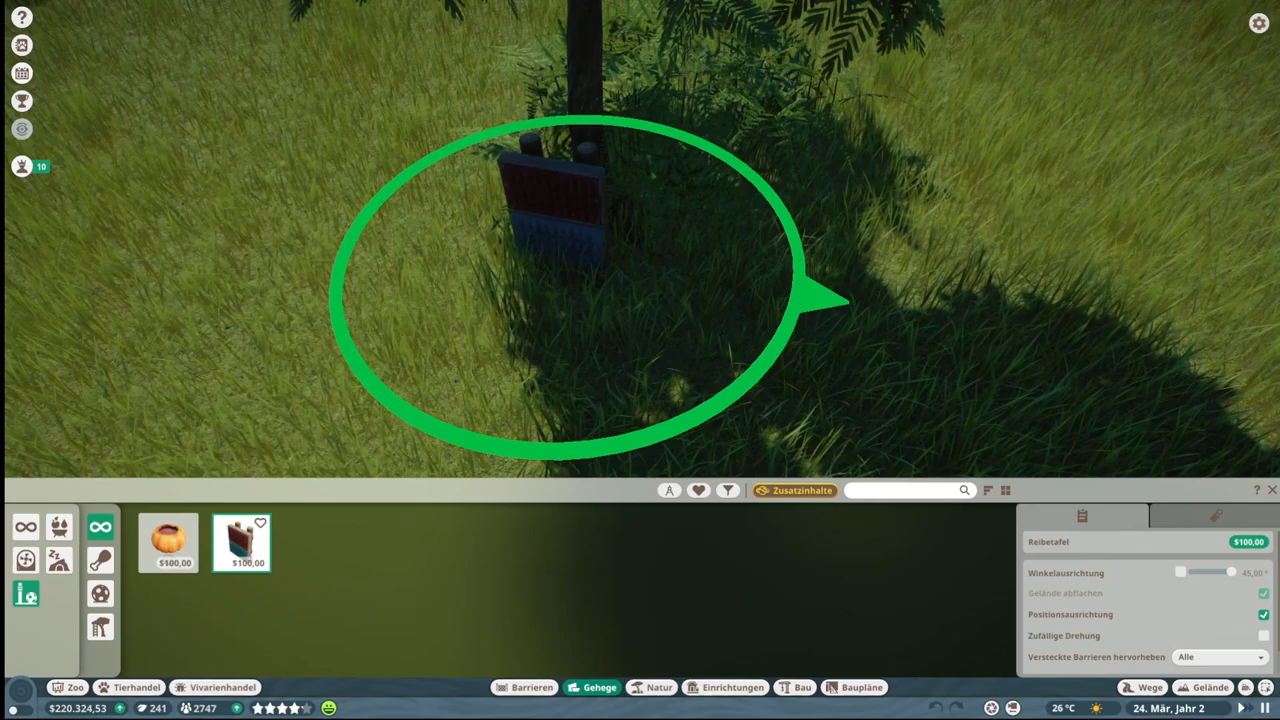 ?
10
Zusatzinhalte
? ×
$100,00
$100,00
Reibetafel
$100,00
Winkelausrichtung
45,00 °
Gelände abflachen
Positionsausrichtung
Zufällige Drehung
Versteckte Barrieren hervorheben
Alle
Zoo
Tierhandel
Vivarienhandel
Barrieren
Gehege
Natur
Einrichtungen
Bau
Baupläne
Wege
Gelände
$220.324,53
241
2747
26 °C
24. Mär, Jahr 2